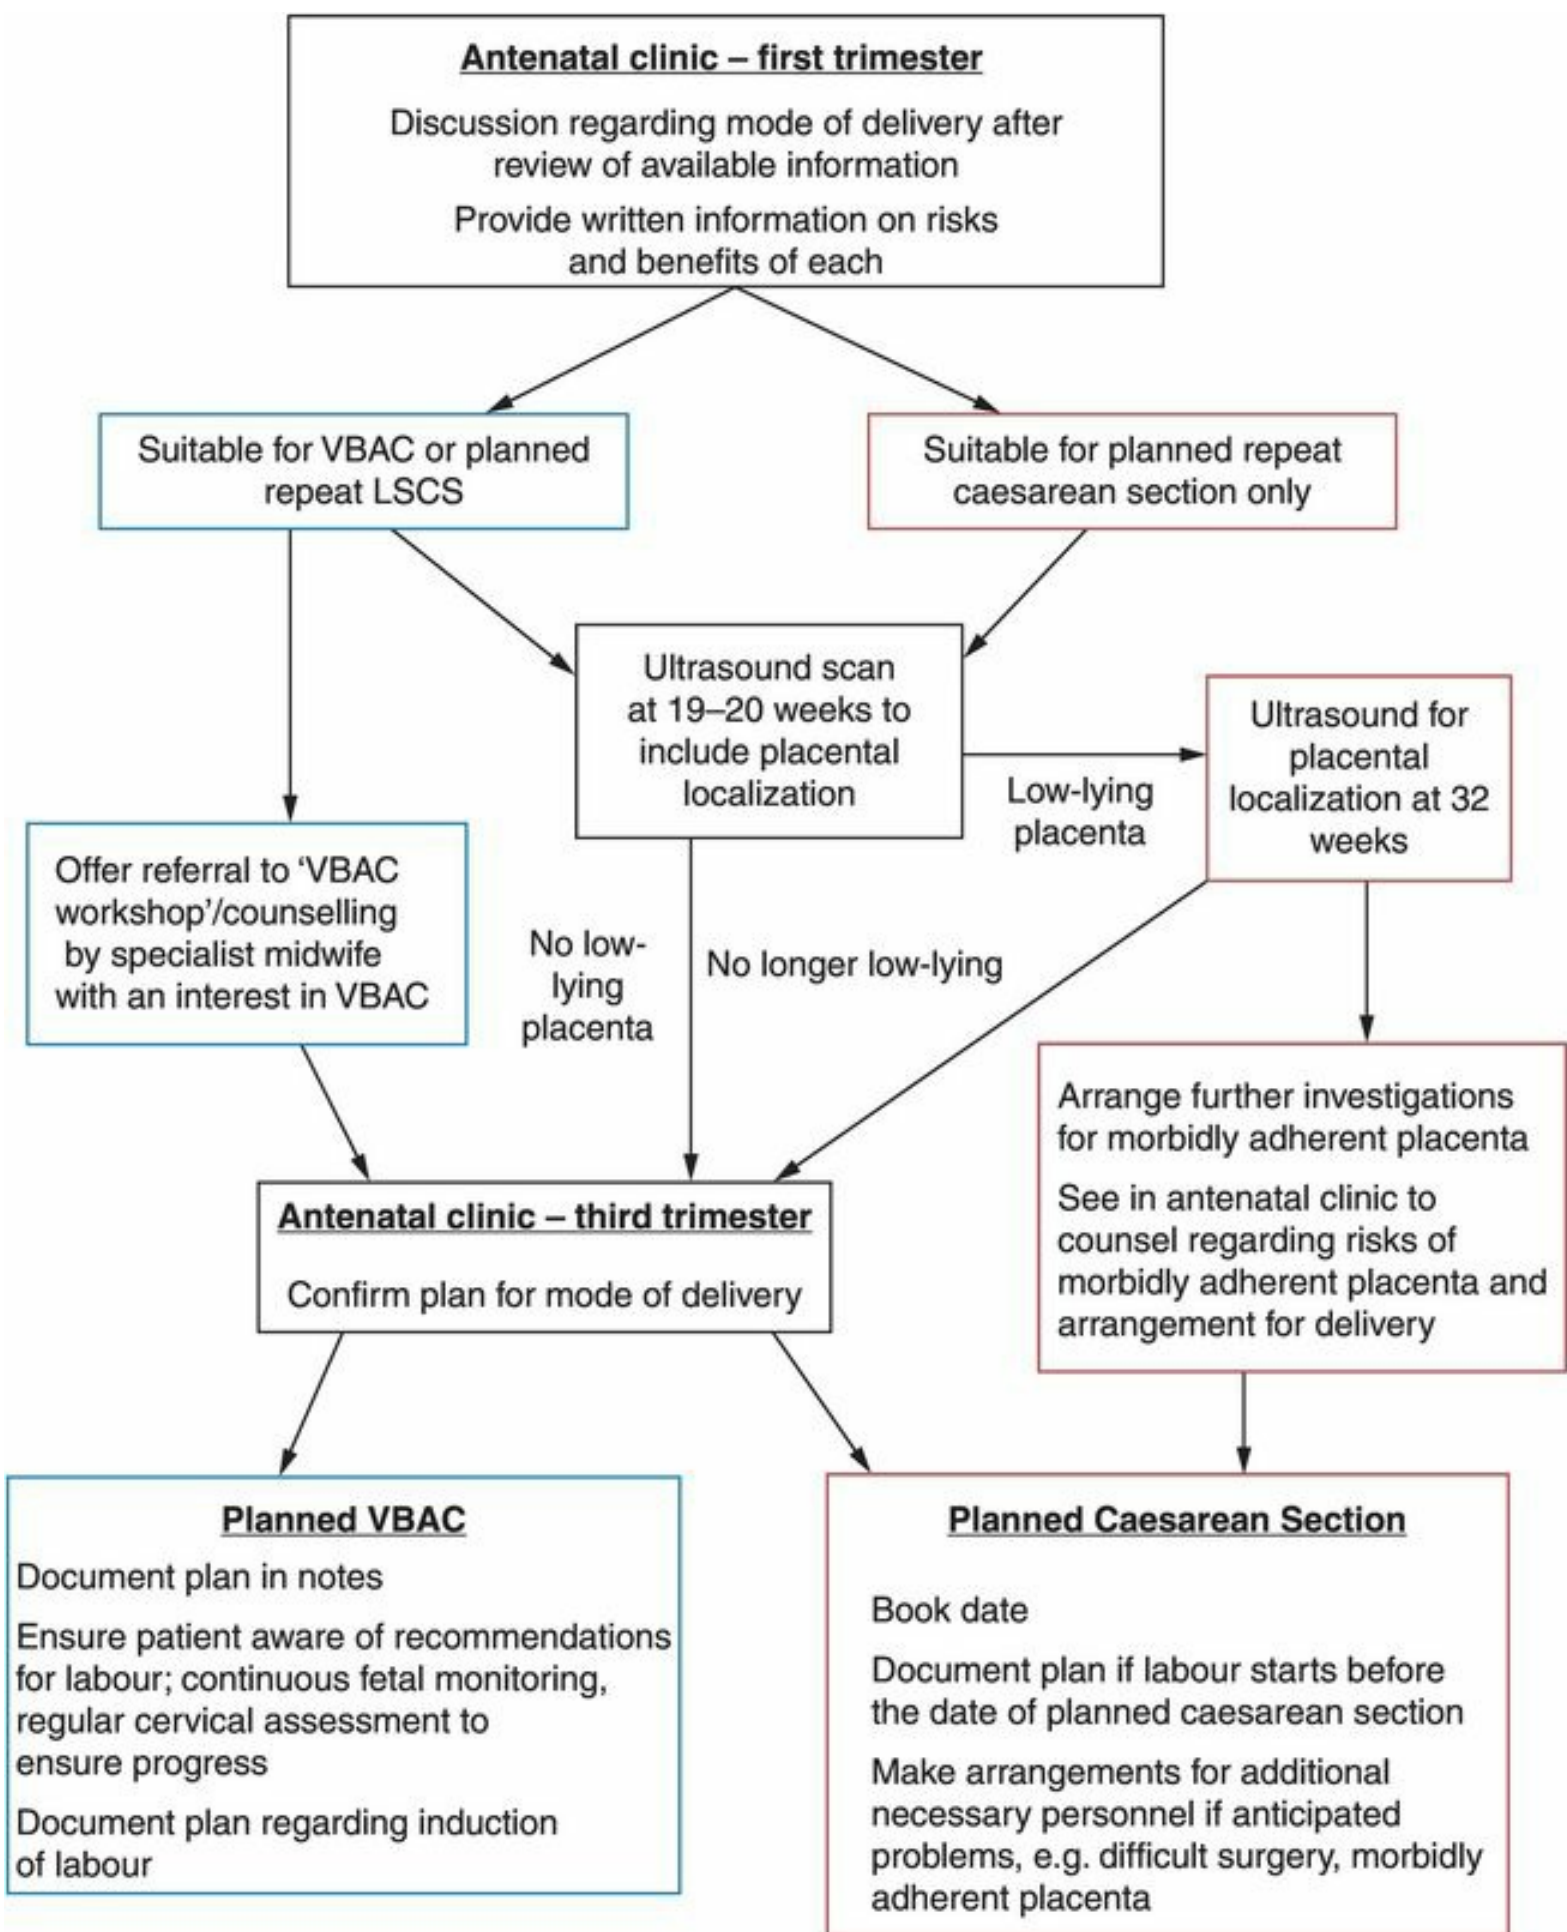 Antenatal clinic – first trimester
Discussion regarding mode of delivery after
review of available information
Provide written information on risks
and benefits of each
Suitable for VBAC or planned
repeat LSCS
Suitable for planned repeat
caesarean section only
Ultrasound scan
at 19–20 weeks to
include placental
localization
Low-lying
placenta
Ultrasound for
placental
localization at 32
weeks
Offer referral to ‘VBAC
workshop’/counselling
by specialist midwife
with an interest in VBAC
No low-
lying
placenta
No longer low-lying
Arrange further investigations
for morbidly adherent placenta
See in antenatal clinic to
counsel regarding risks of
morbidly adherent placenta and
arrangement for delivery
Antenatal clinic – third trimester
Confirm plan for mode of delivery
Planned VBAC
Document plan in notes
Ensure patient aware of recommendations
for labour; continuous fetal monitoring,
regular cervical assessment to
ensure progress
Document plan regarding induction
of labour
Planned Caesarean Section
Book date
Document plan if labour starts before
the date of planned caesarean section
Make arrangements for additional
necessary personnel if anticipated
problems, e.g. difficult surgery, morbidly
adherent placenta